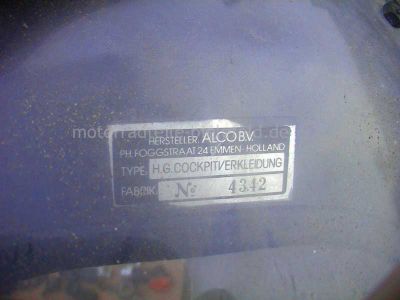 HERSTELLER ALCO B.V.
PH. FOGGSTRAAT 24 EMMEN - HOLLAND
TYPE: H.G. COCKPITVERKLEIDUNG
FABRIK. № 4342